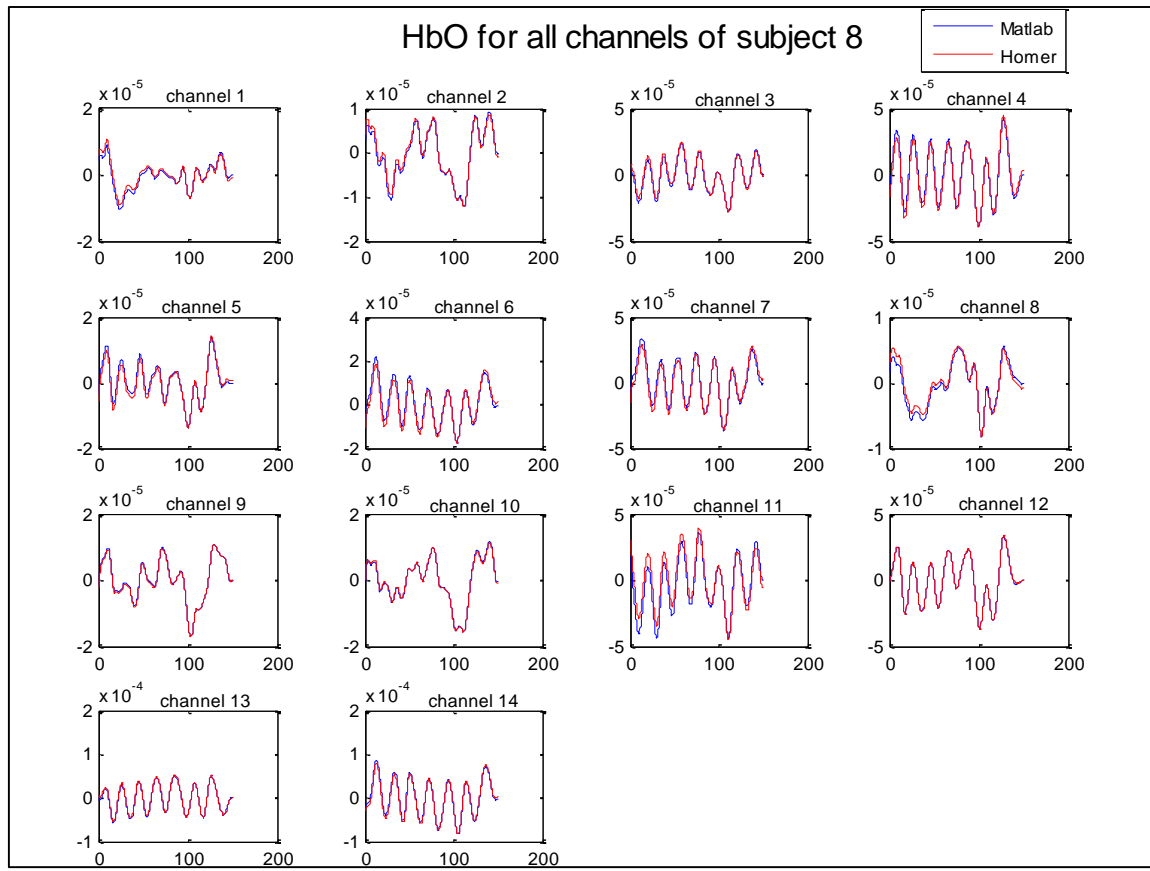 HbO for all channels of subject 8
Matlab
Homer
x 10^-5
channel 1
2
0
-2
0 100 200
x 10^-5
channel 2
1
0
-1
0 100 200
x 10^-5
channel 3
5
0
-5
0 100 200
x 10^-5
channel 4
5
0
-5
0 100 200
x 10^-5
channel 5
2
0
-2
0 100 200
x 10^-5
channel 6
4
2
0
-2
0 100 200
x 10^-5
channel 7
5
0
-5
0 100 200
x 10^-5
channel 8
1
0
-1
0 100 200
x 10^-5
channel 9
2
0
-2
0 100 200
x 10^-5
channel 10
2
0
-2
0 100 200
x 10^-5
channel 11
5
0
-5
0 100 200
x 10^-5
channel 12
5
0
-5
0 100 200
x 10^-4
channel 13
2
1
0
-1
0 100 200
x 10^-4
channel 14
2
1
0
-1
0 100 200